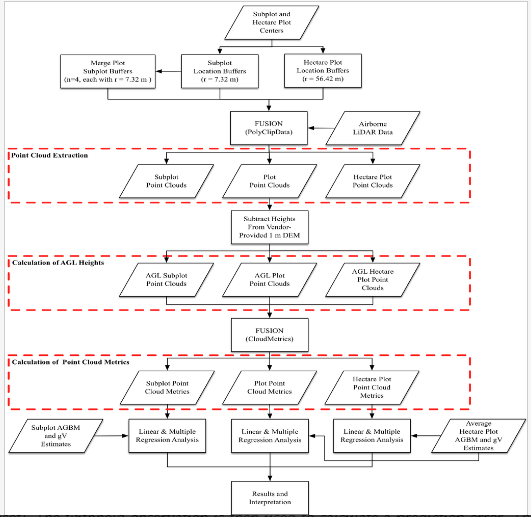 Subplot and
Hectare Plot
Centers
Merge Plot
Subplot Buffers
(n=4, each with r = 7.32 m )
Subplot
Location Buffers
(r = 7.32 m)
Hectare Plot
Location Buffers
(r = 56.42 m)
FUSION
(PolyClipData)
Airborne
LiDAR Data
Point Cloud Extraction
Subplot
Point Clouds
Plot
Point Clouds
Hectare Plot
Point Clouds
Subtract Heights
From Vendor-
Provided 1 m DEM
Calculation of AGL Heights
AGL Subplot
Point Clouds
AGL Plot
Point Clouds
AGL Hectare
Plot Point
Clouds
FUSION
(CloudMetrics)
Calculation of Point Cloud Metrics
Subplot Point
Cloud Metrics
Plot Point
Cloud Metrics
Hectare Plot
Point Cloud
Metrics
Subplot AGBM
and gV
Estimates
Linear & Multiple
Regression Analysis
Linear & Multiple
Regression Analysis
Linear & Multiple
Regression Analysis
Average
Hectare Plot
AGBM and gV
Estimates
Results and
Interpretation